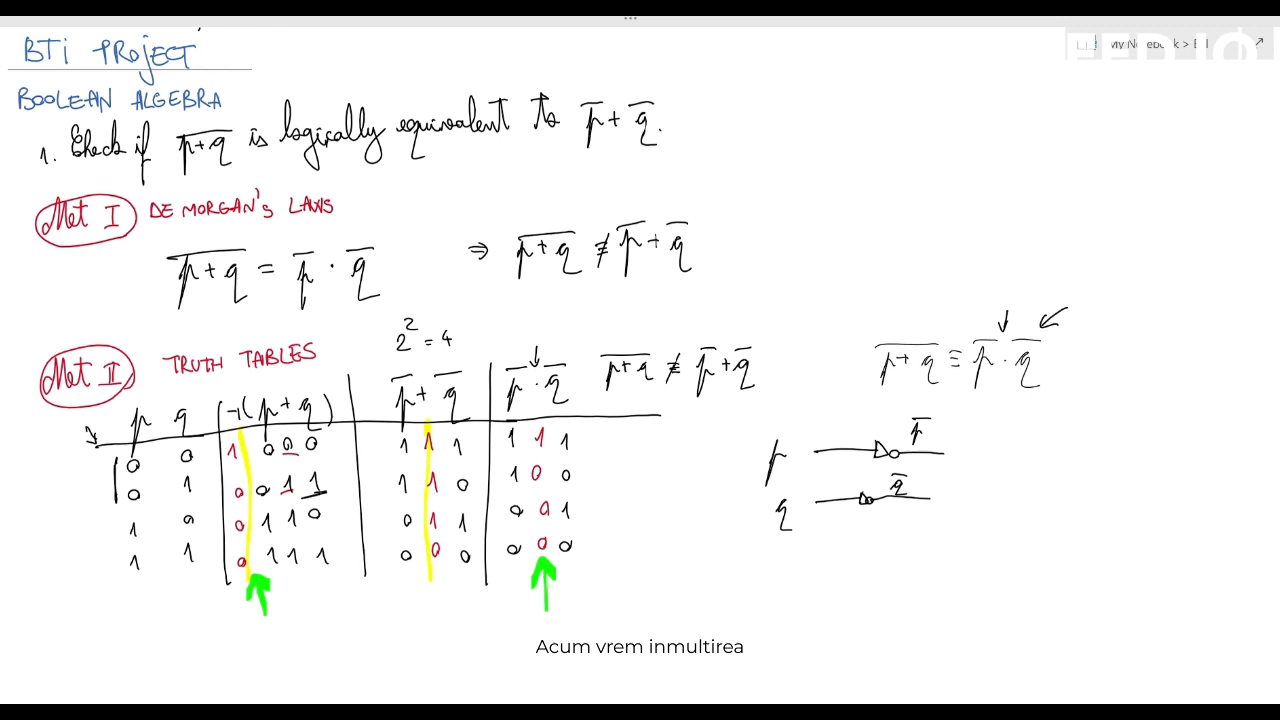 BTI PROJECT
My Notebook > BTI
BOOLEAN ALGEBRA
1. Check if p̅+̅q̅ is logically equivalent to p̅ + q̅.
Met I DE MORGAN'S LAWS
p̅+̅q̅ = p̅ · q̅ ⇒ p̅+̅q̅ ≢ p̅ + q̅
Met II TRUTH TABLES
2² = 4
p̅+̅q̅ ≢ p̅ + q̅
p̅+̅q̅ ≡ p̅ · q̅
p q ¬(p+q) p̅ + q̅ p̅ · q̅
0 0 1 0 0 0 1 1 1 1 1 1
0 1 0 0 1 1 1 1 0 1 0 0
1 0 0 1 1 0 0 1 1 0 0 1
1 1 0 1 1 1 0 0 0 0 0 0
p p̅
q q̅
Acum vrem inmultirea